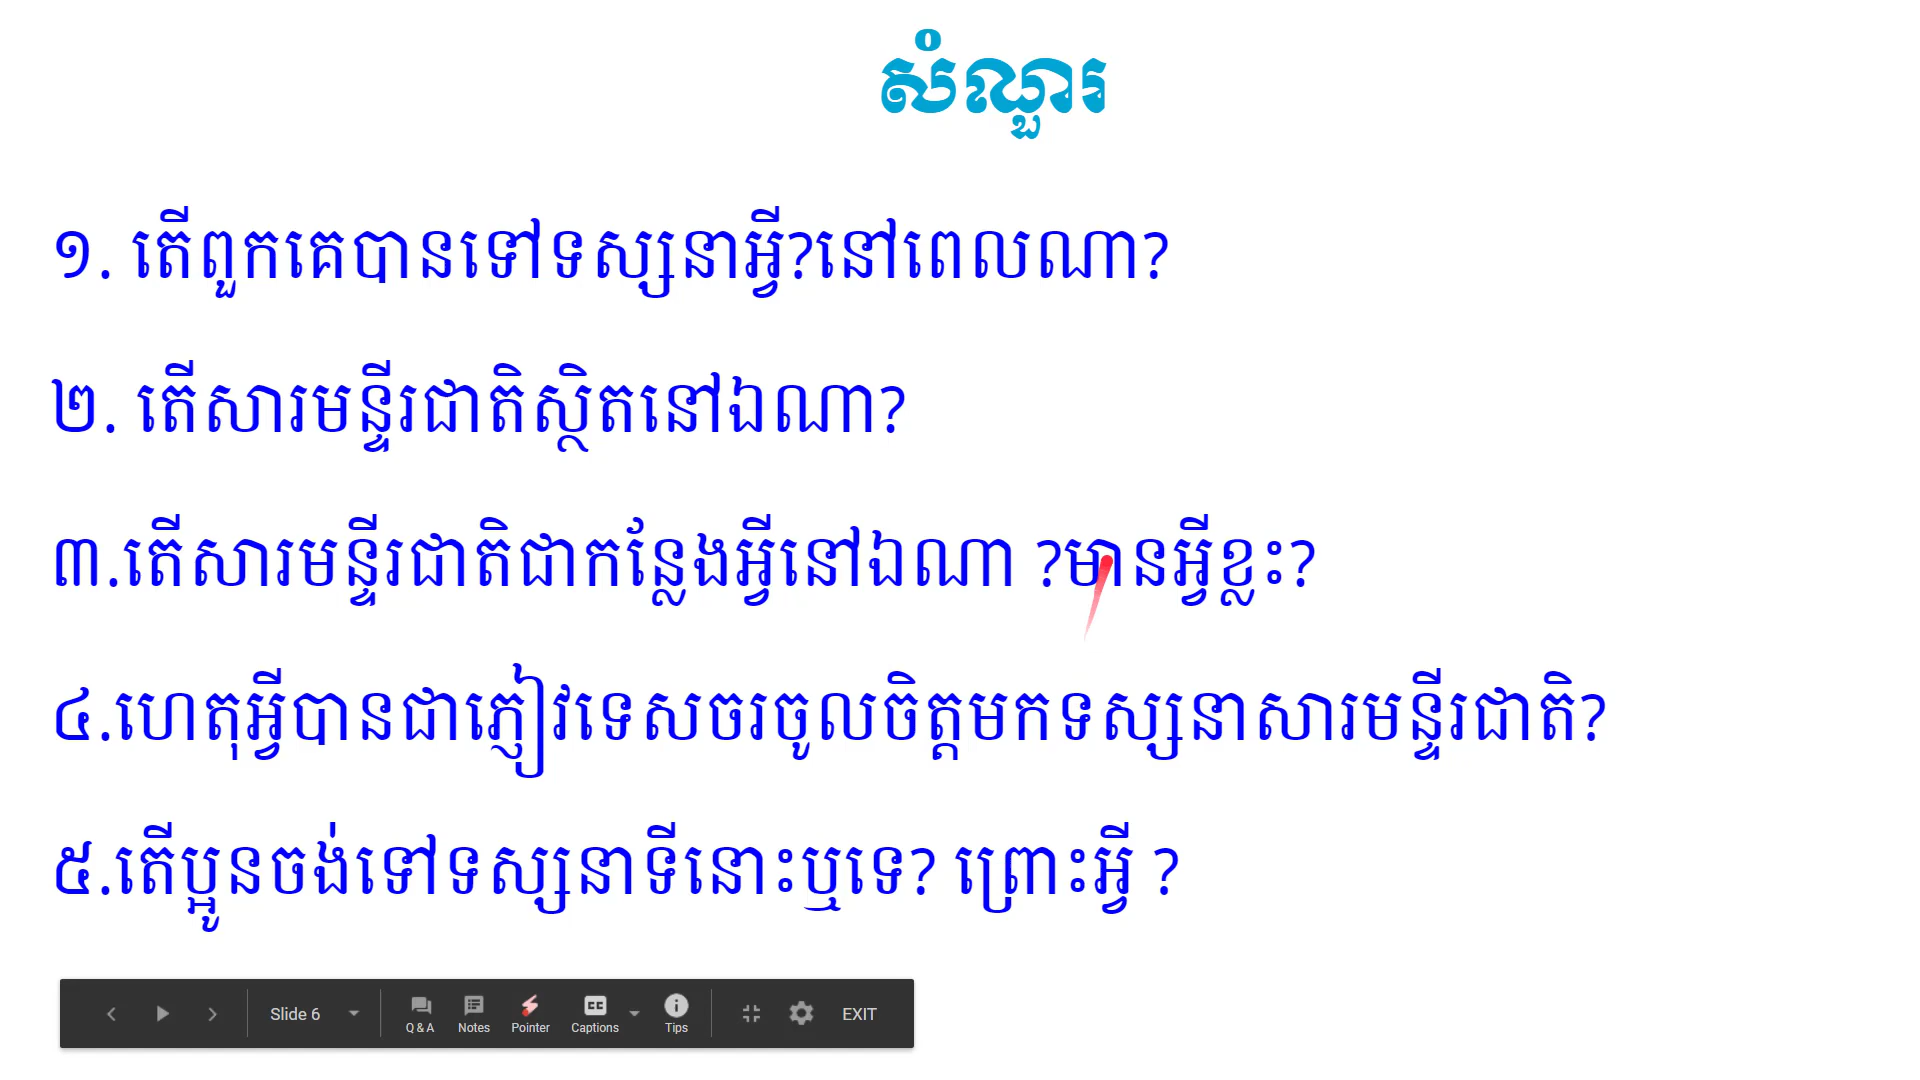 សំណួរ
១. តើពួកគេបានទៅទស្សនាអ្វី?នៅពេលណា?
២. តើសារមន្ទីរជាតិស្ថិតនៅឯណា?
៣.តើសារមន្ទីរជាតិជាកន្លែងអ្វីនៅឯណា ?មានអ្វីខ្លះ?
៤.ហេតុអ្វីបានជាភ្ញៀវទេសចរចូលចិត្តមកទស្សនាសារមន្ទីរជាតិ?
៥.តើប្អូនចង់ទៅទស្សនាទីនោះឬទេ? ព្រោះអ្វី ?
Slide 6 Q & A Notes Pointer Captions Tips EXIT